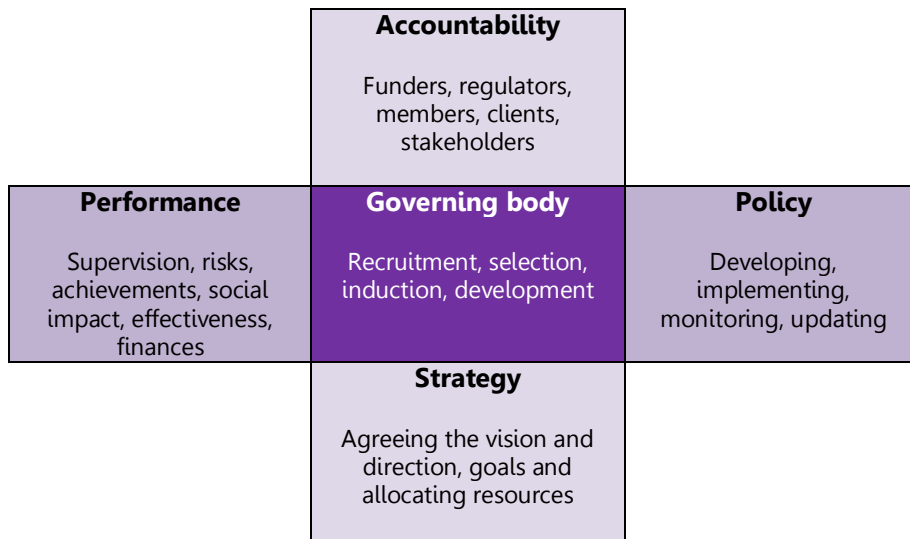 Accountability
Funders, regulators,
members, clients,
stakeholders
Performance
Supervision, risks,
achievements, social
impact, effectiveness,
finances
Governing body
Recruitment, selection,
induction, development
Policy
Developing,
implementing,
monitoring, updating
Strategy
Agreeing the vision and
direction, goals and
allocating resources